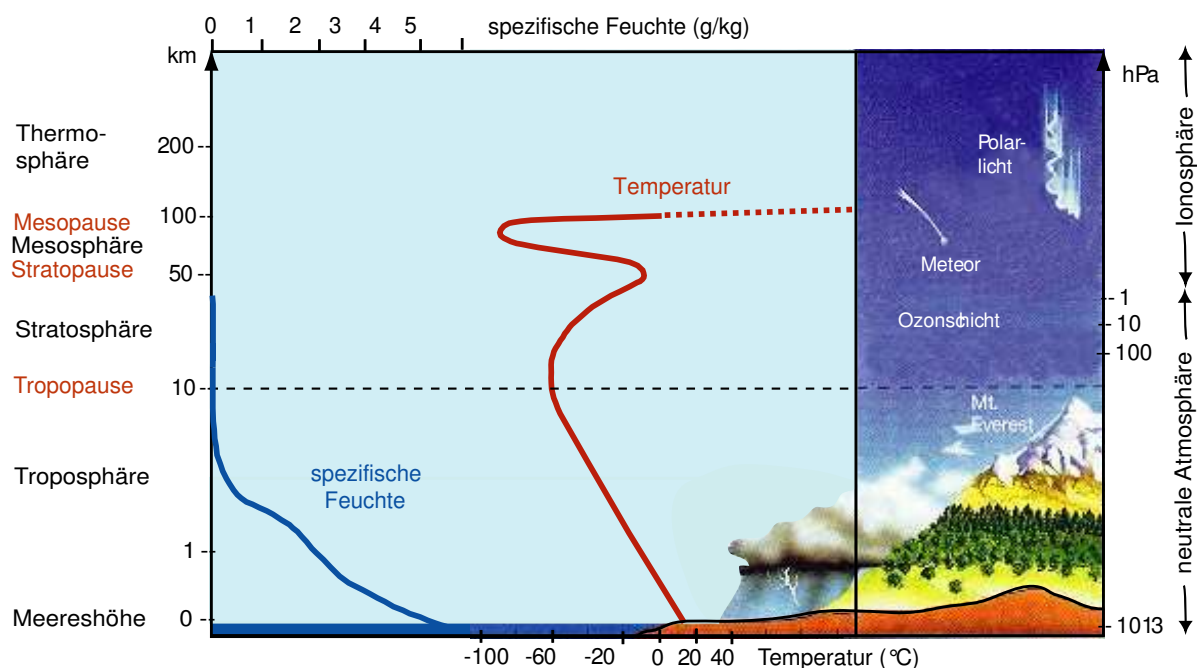 0 1 2 3 4 5 spezifische Feuchte (g/kg)
km
hPa
Thermo-
sphäre
200
Polar-
licht
Temperatur
Ionosphäre
Mesopause
100
Mesosphäre
Stratopause
50
Meteor
1
Stratosphäre
Ozonschicht
10
100
Tropopause
10
Mt.
Everest
Troposphäre
spezifische
Feuchte
neutrale Atmosphäre
1
Meereshöhe
0
1013
-100 -60 -20 0 20 40 Temperatur (°C)